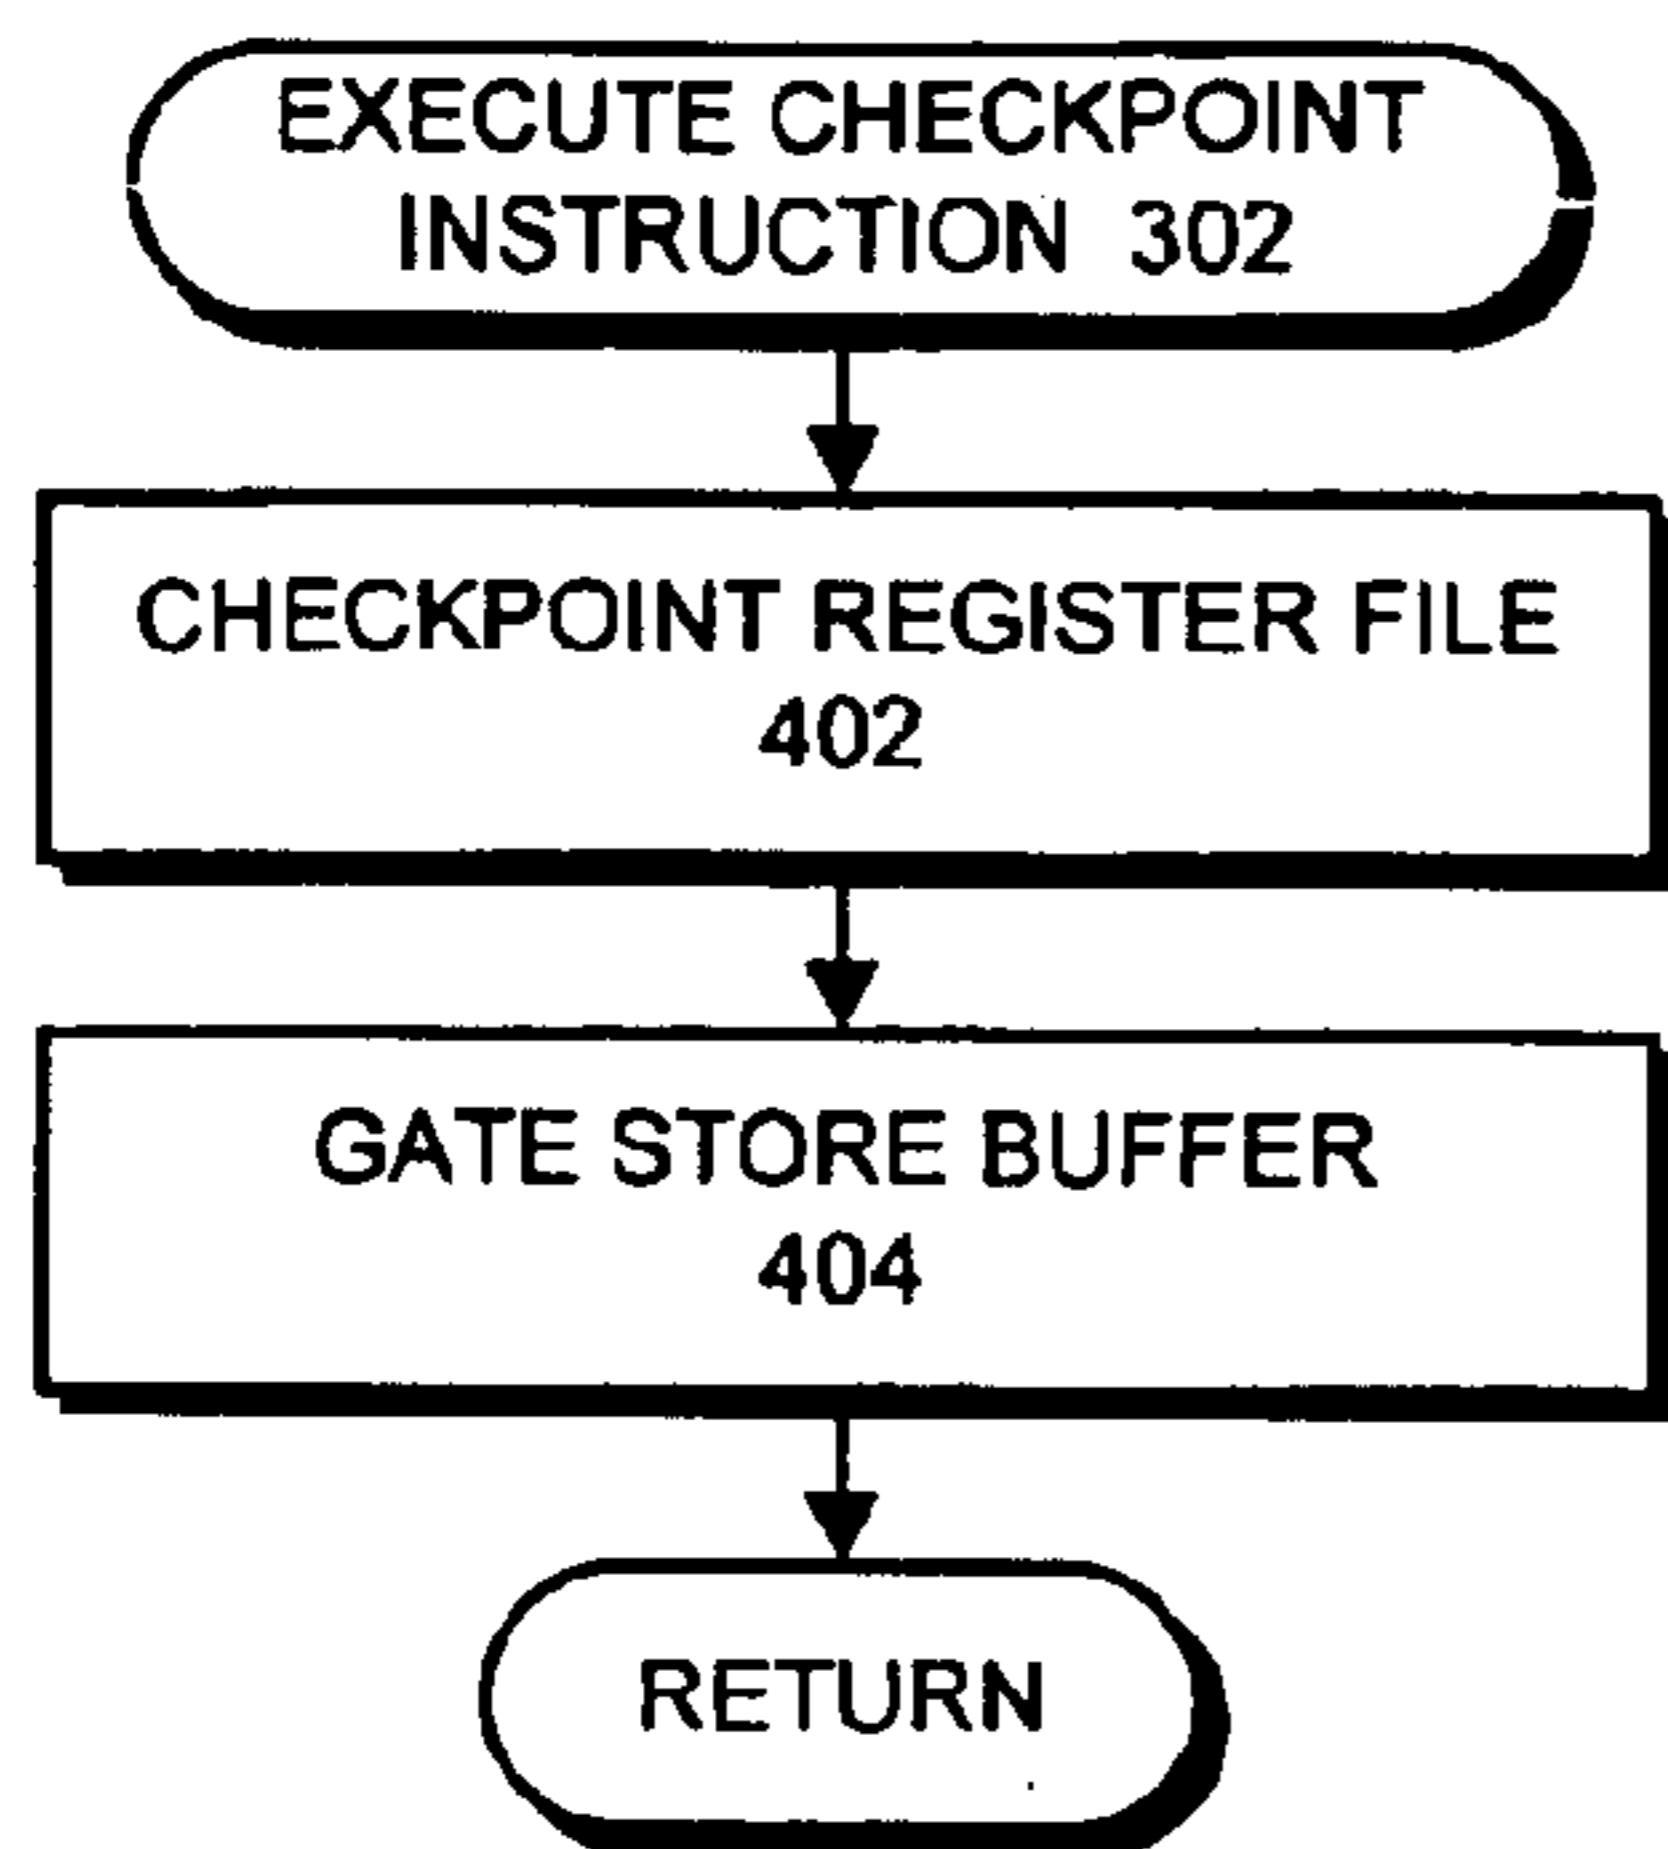 EXECUTE CHECKPOINT
INSTRUCTION 302
CHECKPOINT REGISTER FILE
402
GATE STORE BUFFER
404
RETURN